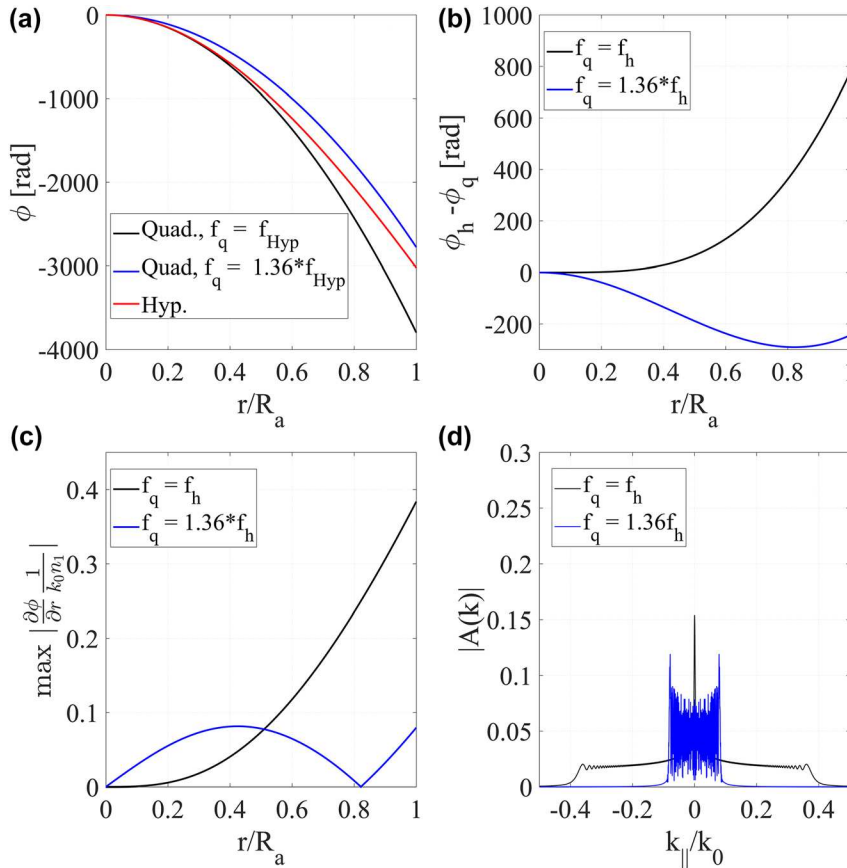 (a)
0
-1000
-2000
-3000
-4000
ϕ [rad]
Quad., f_q = f_Hyp
Quad, f_q = 1.36*f_Hyp
Hyp.
0 0.2 0.4 0.6 0.8 1
r/R_a
(b)
1000
800
600
400
200
0
-200
ϕ_h -ϕ_q [rad]
f_q = f_h
f_q = 1.36*f_h
0 0.2 0.4 0.6 0.8 1
r/R_a
(c)
0.4
0.3
0.2
0.1
0
max |∂ϕ/∂r 1/k_0n_1|
f_q = f_h
f_q = 1.36*f_h
0 0.2 0.4 0.6 0.8 1
r/R_a
(d)
0.3
0.25
0.2
0.15
0.1
0.05
0
|A(k)|
f_q = f_h
f_q = 1.36f_h
-0.4 -0.2 0 0.2 0.4
k_||/k_0